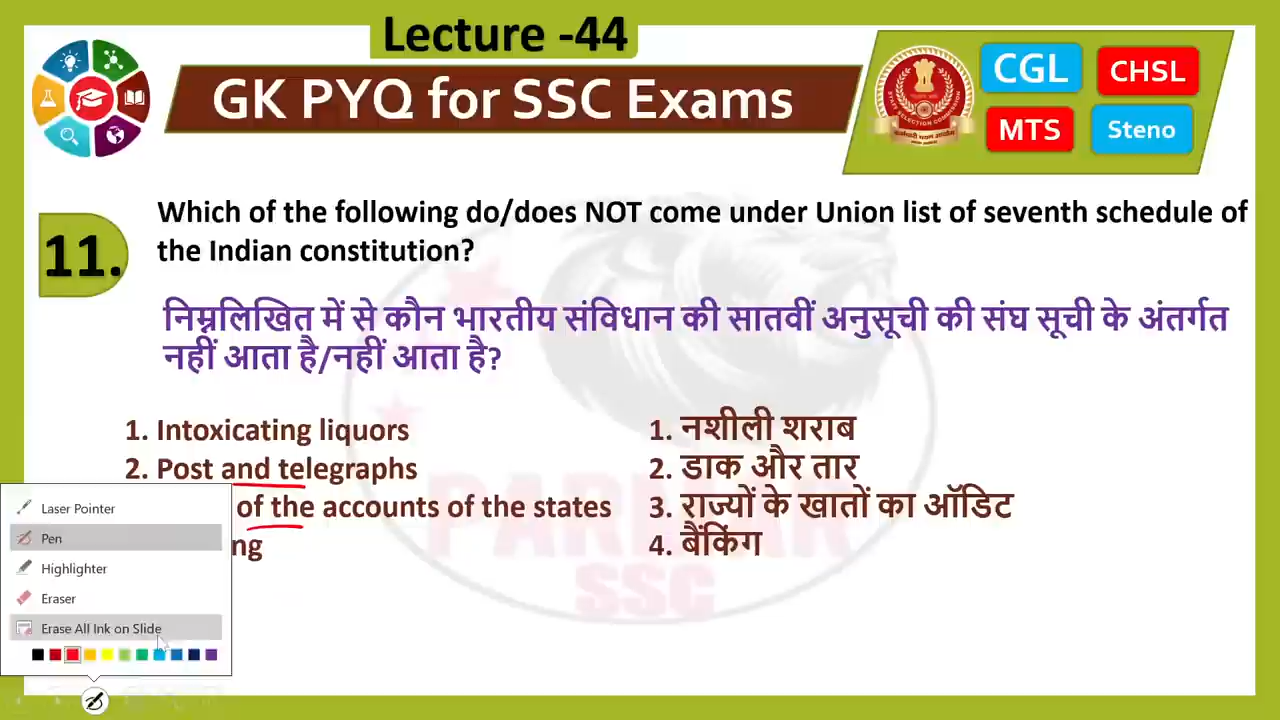 Lecture -44
GK PYQ for SSC Exams
CGL
CHSL
MTS
Steno
11.
Which of the following do/does NOT come under Union list of seventh schedule of
the Indian constitution?
निम्नलिखित में से कौन भारतीय संविधान की सातवीं अनुसूची की संघ सूची के अंतर्गत
नहीं आता है/नहीं आता है?
1. Intoxicating liquors
2. Post and telegraphs
of the accounts of the states
ng
1. नशीली शराब
2. डाक और तार
3. राज्यों के खातों का ऑडिट
4. बैंकिंग
Laser Pointer
Pen
Highlighter
Eraser
Erase All Ink on Slide
PARMAR
SSC